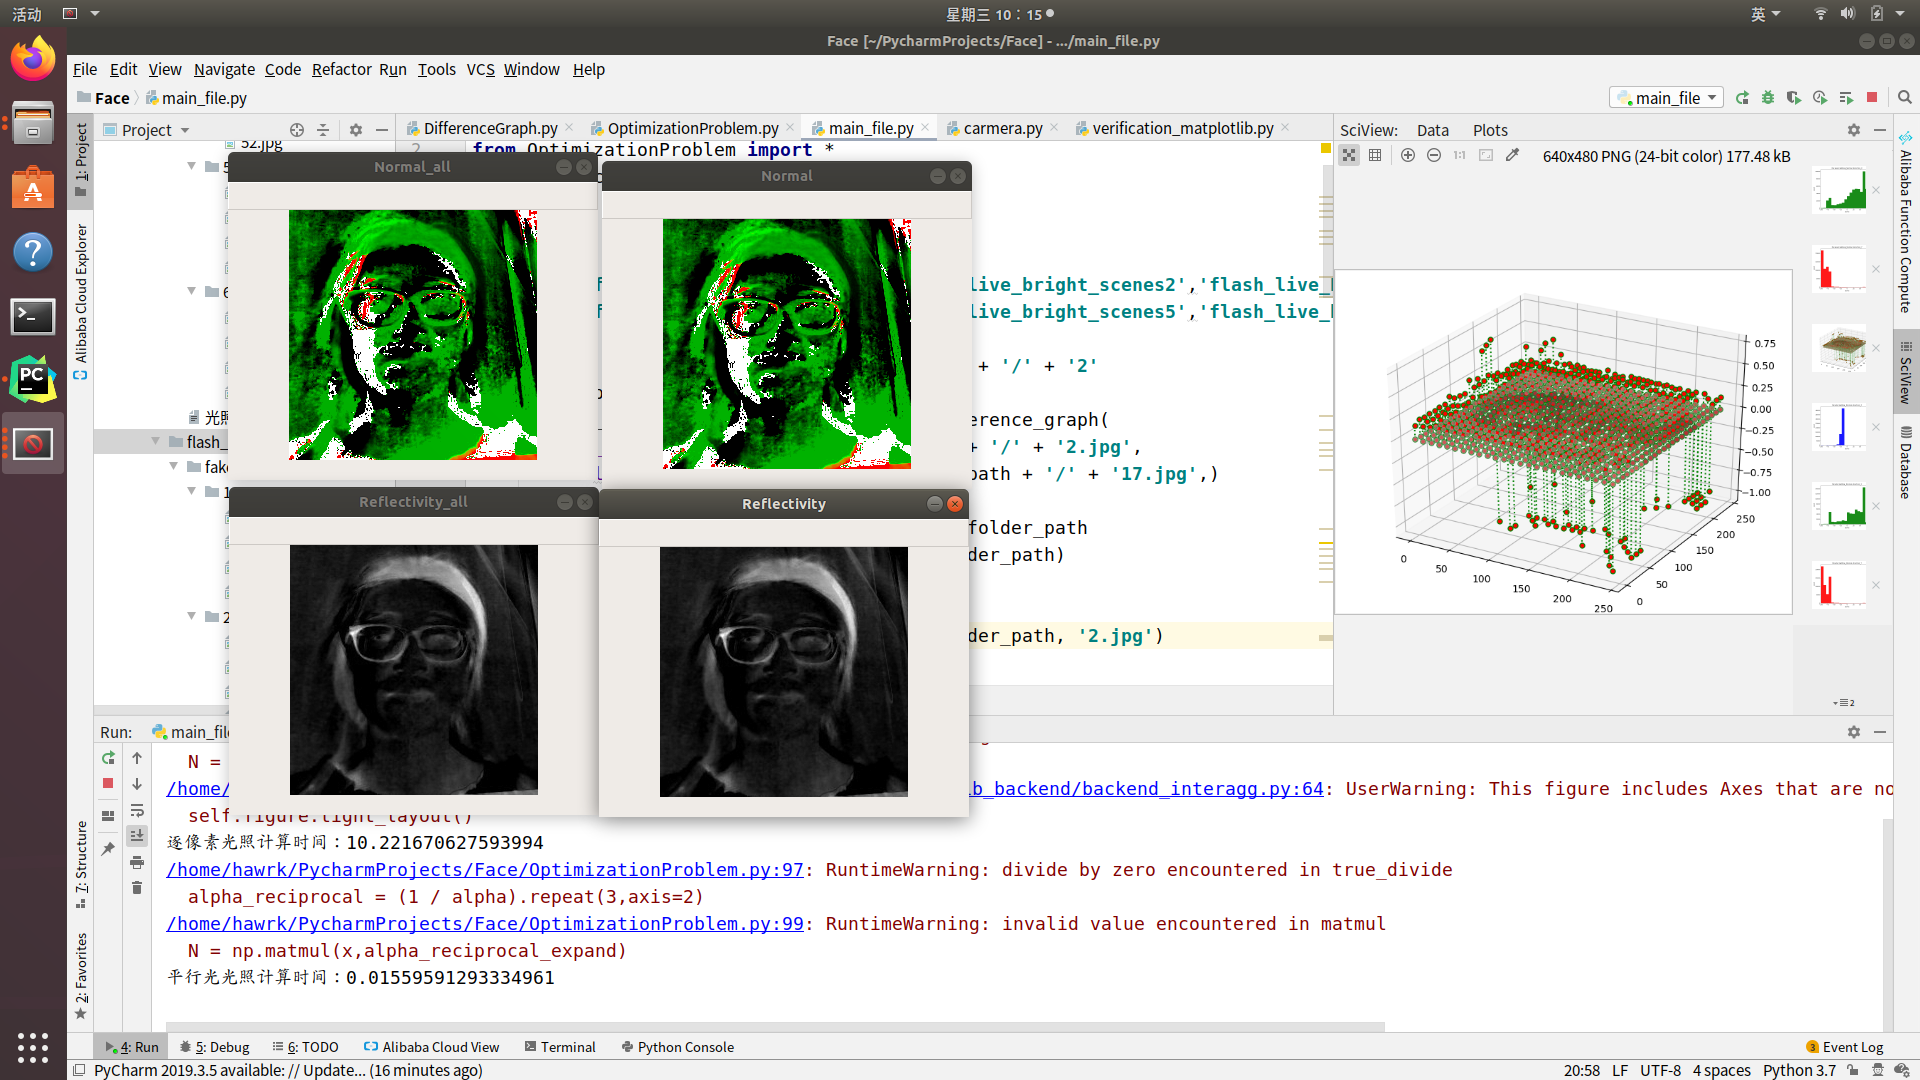 活动
星期三 10：15
英
Face [~/PycharmProjects/Face] - .../main_file.py
File Edit View Navigate Code Refactor Run Tools VCS Window Help
Face main_file.py
main_file
Project
DifferenceGraph.py OptimizationProblem.py main_file.py carmera.py verification_matplotlib.py
SciView: Data Plots
1: Project
Alibaba Cloud Explorer
52.jpg
2
from OptimizationProblem import *
1:1
640x480 PNG (24-bit color) 177.48 kB
Normal_all
Normal
live_bright_scenes2','flash_live_
live_bright_scenes5','flash_live_
+ '/' + '2'
erence_graph(
+ '/' + '2.jpg',
path + '/' + '17.jpg',)
folder_path
der_path)
der_path, '2.jpg')
flash_
Reflectivity_all
Reflectivity
0.75
0.50
0.25
0.00
−0.25
−0.50
−0.75
−1.00
0 50 100 150 200 250
0 50 100 150 200 250
2
Alibaba Function Compute
SciView
Database
Run: main_fil
N =
/home/
b_backend/backend_interagg.py:64: UserWarning: This figure includes Axes that are no
self.figure.tight_layout()
逐像素光照计算时间：10.221670627593994
/home/hawrk/PycharmProjects/Face/OptimizationProblem.py:97: RuntimeWarning: divide by zero encountered in true_divide
alpha_reciprocal = (1 / alpha).repeat(3,axis=2)
/home/hawrk/PycharmProjects/Face/OptimizationProblem.py:99: RuntimeWarning: invalid value encountered in matmul
N = np.matmul(x,alpha_reciprocal_expand)
平行光光照计算时间：0.01559591293334961
7: Structure
2: Favorites
4: Run 5: Debug 6: TODO Alibaba Cloud View Terminal Python Console
3 Event Log
PyCharm 2019.3.5 available: // Update... (16 minutes ago)
20:58 LF UTF-8 4 spaces Python 3.7